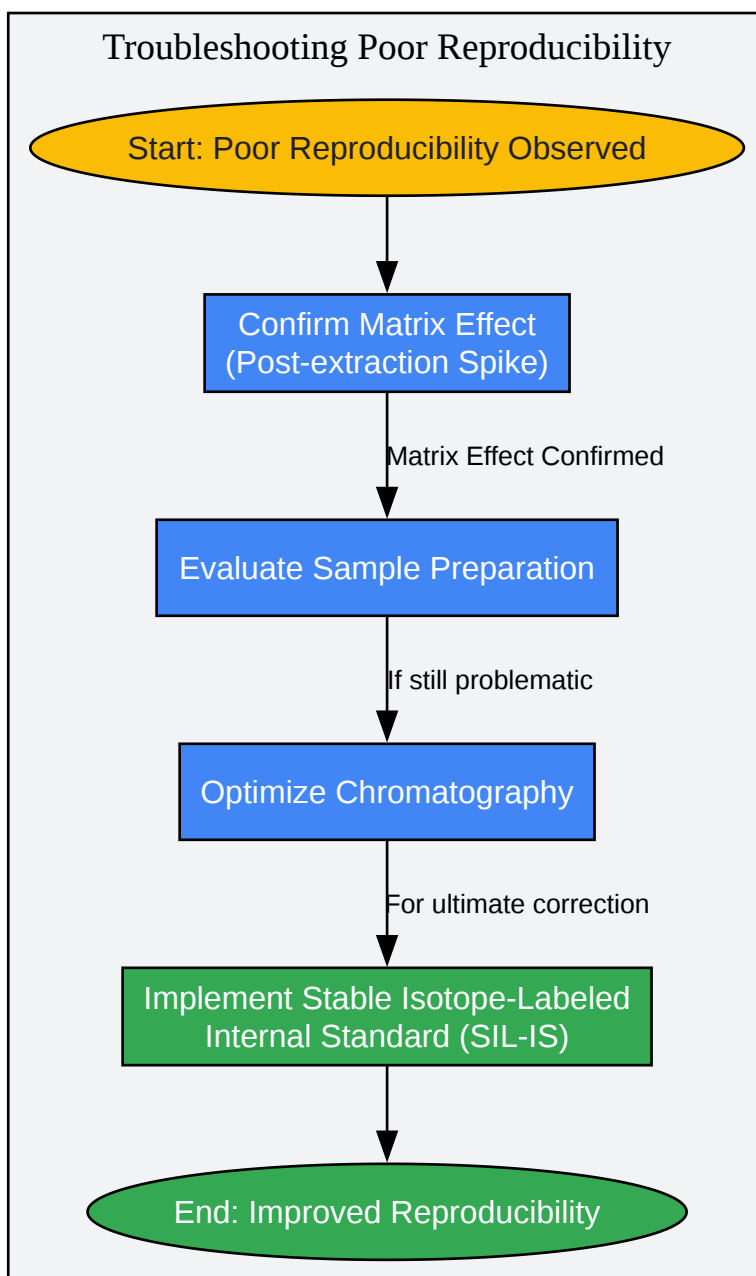 Troubleshooting Poor Reproducibility
Start: Poor Reproducibility Observed
Confirm Matrix Effect
(Post-extraction Spike)
Matrix Effect Confirmed
Evaluate Sample Preparation
If still problematic
Optimize Chromatography
For ultimate correction
Implement Stable Isotope-Labeled
Internal Standard (SIL-IS)
End: Improved Reproducibility